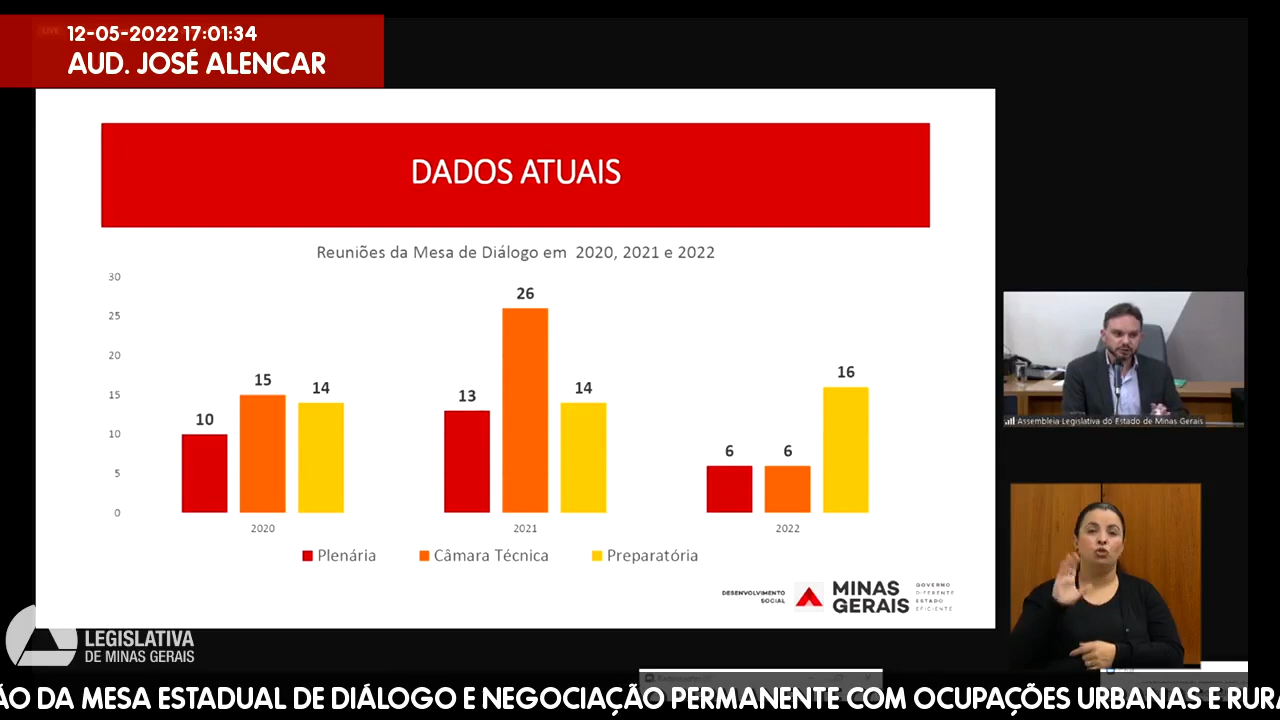 12-05-2022 17:01:34
AUD. JOSÉ ALENCAR
DADOS ATUAIS
Reuniões da Mesa de Diálogo em 2020, 2021 e 2022
30
25
20
15
10
5
0
10
15
14
13
26
14
6
6
16
2020
2021
2022
Plenária
Câmara Técnica
Preparatória
DESENVOLVIMENTO
SOCIAL
MINAS
GERAIS
GOVERNO
DIFERENTE
ESTADO
EFICIENTE
Assembleia Legislativa do Estado de Minas Gerais
LEGISLATIVA
DE MINAS GERAIS
ÃO DA MESA ESTADUAL DE DIÁLOGO E NEGOCIAÇÃO PERMANENTE COM OCUPAÇÕES URBANAS E RURA